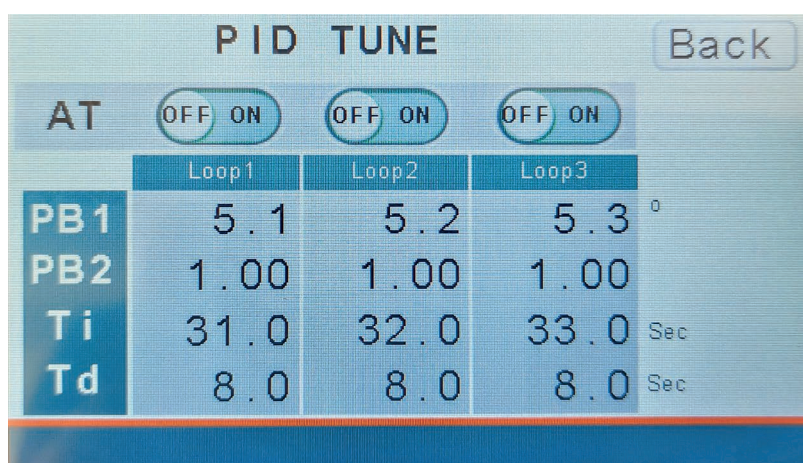 PID TUNE Back
AT OFF ON OFF ON OFF ON
Loop1 Loop2 Loop3
PB1 5.1 5.2 5.3 °
PB2 1.00 1.00 1.00
Ti 31.0 32.0 33.0 Sec
Td 8.0 8.0 8.0 Sec